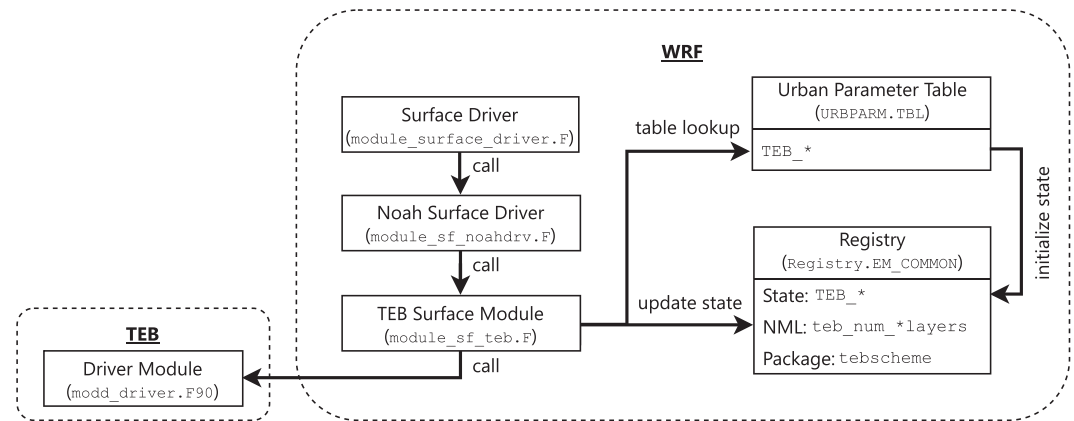 WRF
Surface Driver
(module_surface_driver.F)
call
Noah Surface Driver
(module_sf_noahdrv.F)
call
TEB Surface Module
(module_sf_teb.F)
call
TEB
Driver Module
(modd_driver.F90)
table lookup
Urban Parameter Table
(URBPARM.TBL)
TEB_*
initialize state
update state
Registry
(Registry.EM_COMMON)
State: TEB_*
NML: teb_num_*layers
Package: tebscheme